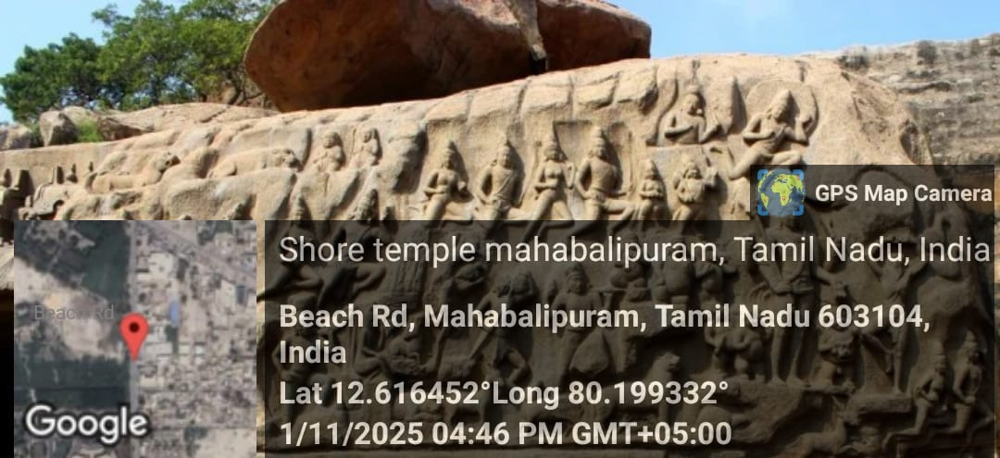 GPS Map Camera
Shore temple mahabalipuram, Tamil Nadu, India
Beach Rd, Mahabalipuram, Tamil Nadu 603104,
India
Lat 12.616452°Long 80.199332°
1/11/2025 04:46 PM GMT+05:00
Beach Rd
Google